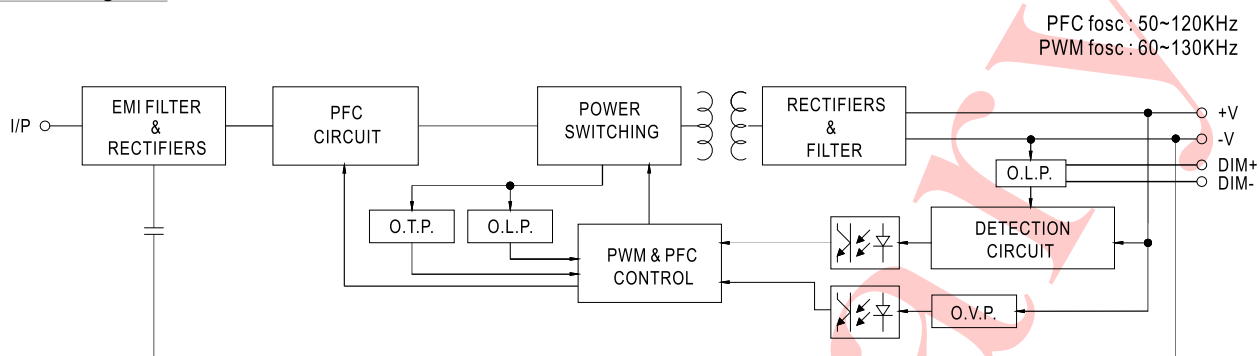 PFC fosc : 50~120KHz
PWM fosc : 60~130KHz
I/P
EMI FILTER
&
RECTIFIERS
PFC
CIRCUIT
POWER
SWITCHING
RECTIFIERS
&
FILTER
+V
-V
DIM+
DIM-
O.L.P.
O.T.P.
O.L.P.
PWM & PFC
CONTROL
DETECTION
CIRCUIT
O.V.P.